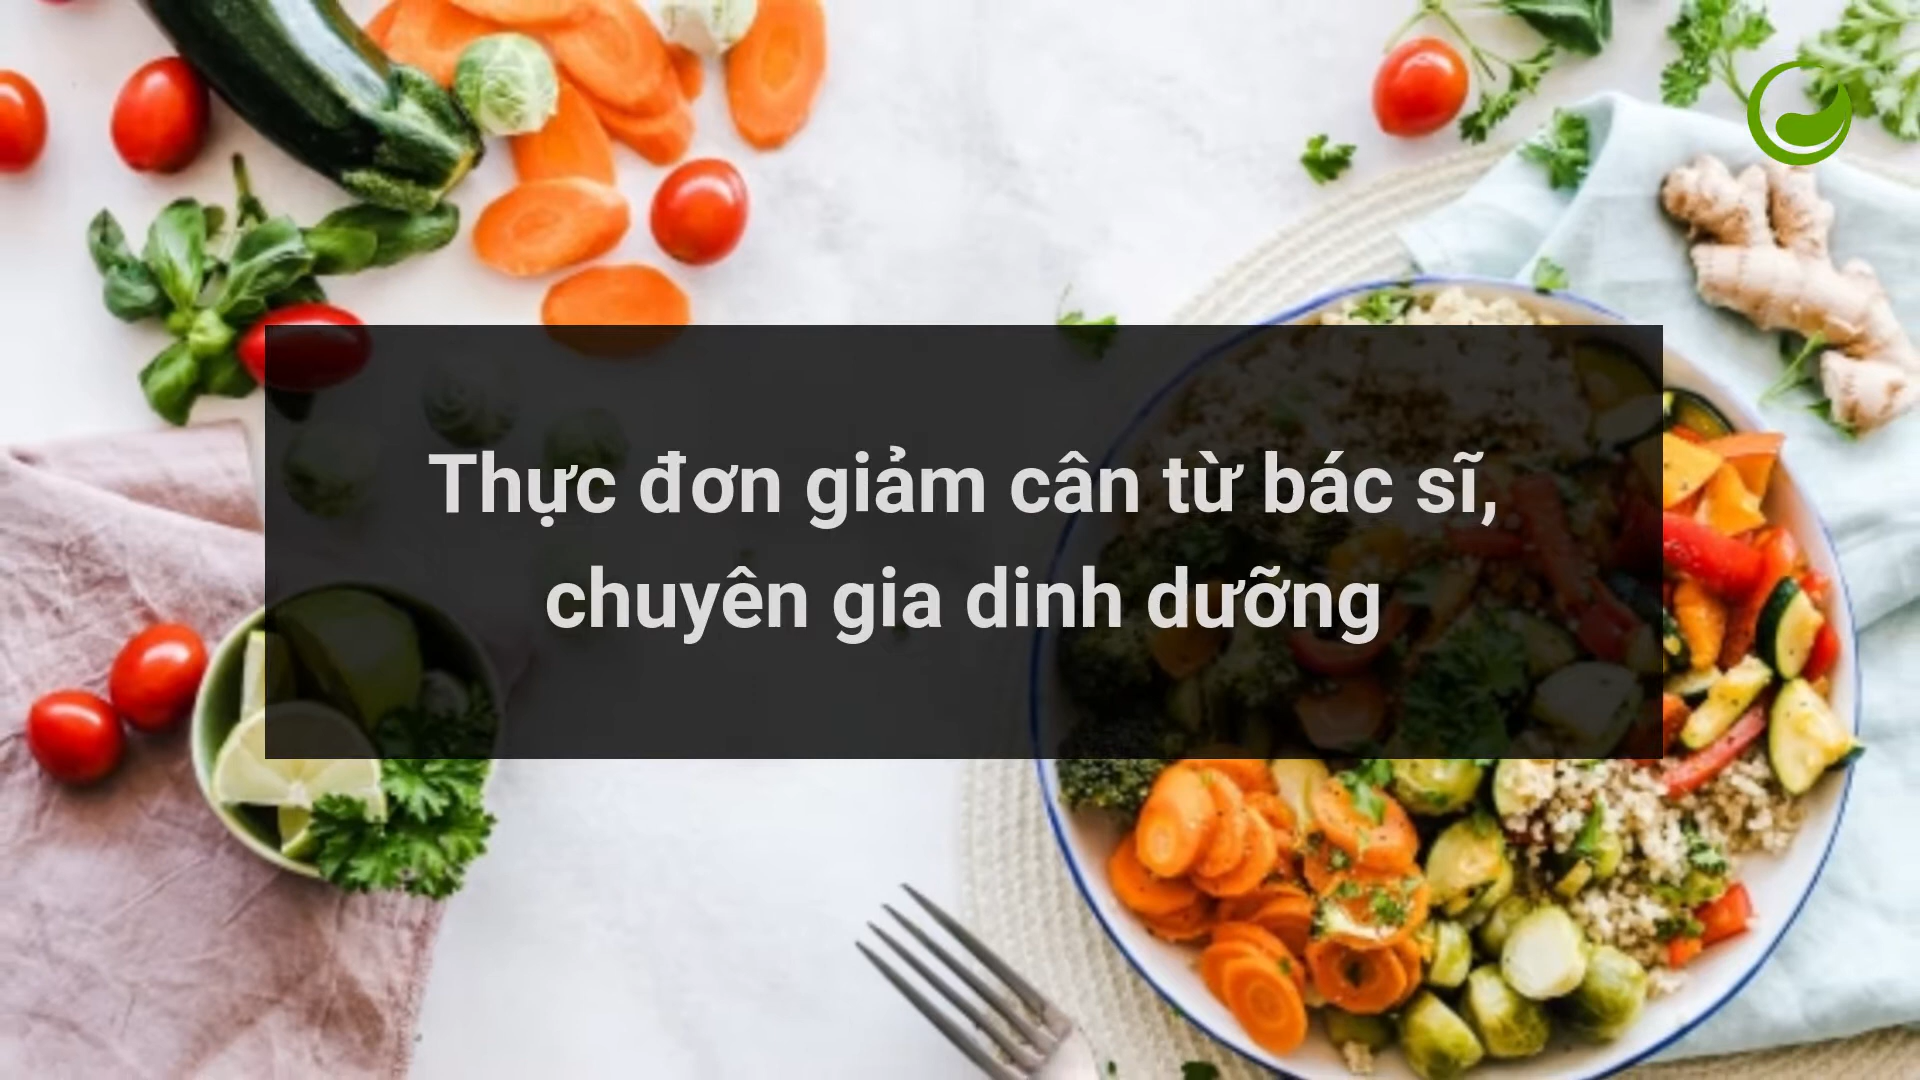 Thực đơn giảm cân từ bác sĩ,
chuyên gia dinh dưỡng